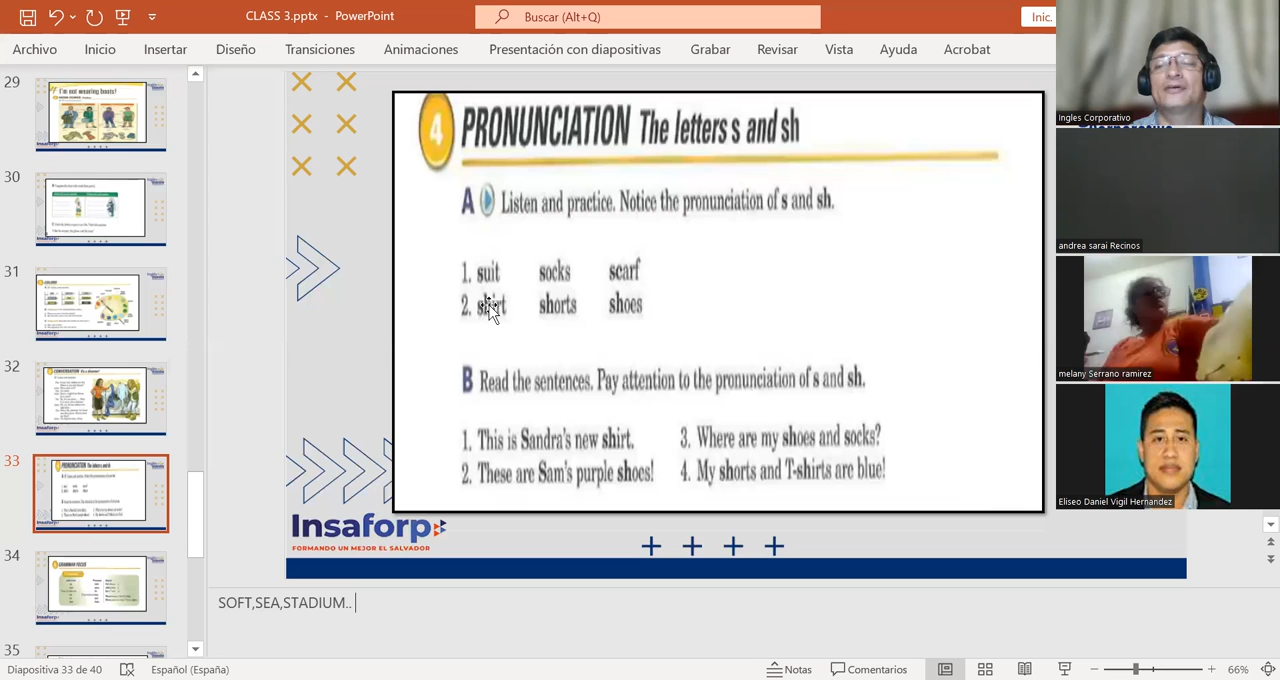 CLASS 3.pptx - PowerPoint
Buscar (Alt+Q)
Inic.
Archivo Inicio Insertar Diseño Transiciones Animaciones Presentación con diapositivas Grabar Revisar Vista Ayuda Acrobat
29
30
31
32
33
34
35
4 PRONUNCIATION The letters s and sh
A Listen and practice. Notice the pronunciation of s and sh.
1. suit socks scarf
2. shirt shorts shoes
B Read the sentences. Pay attention to the pronunciation of s and sh.
1. This is Sandra's new shirt.
2. These are Sam's purple shoes!
3. Where are my shoes and socks?
4. My shorts and T-shirts are blue!
Insaforp
FORMANDO UN MEJOR EL SALVADOR
SOFT,SEA,STADIUM..
Ingles Corporativo
andrea sarai Recinos
melany Serrano ramirez
Eliseo Daniel Vigil Hernandez
Diapositiva 33 de 40
Español (España)
Notas
Comentarios
66%